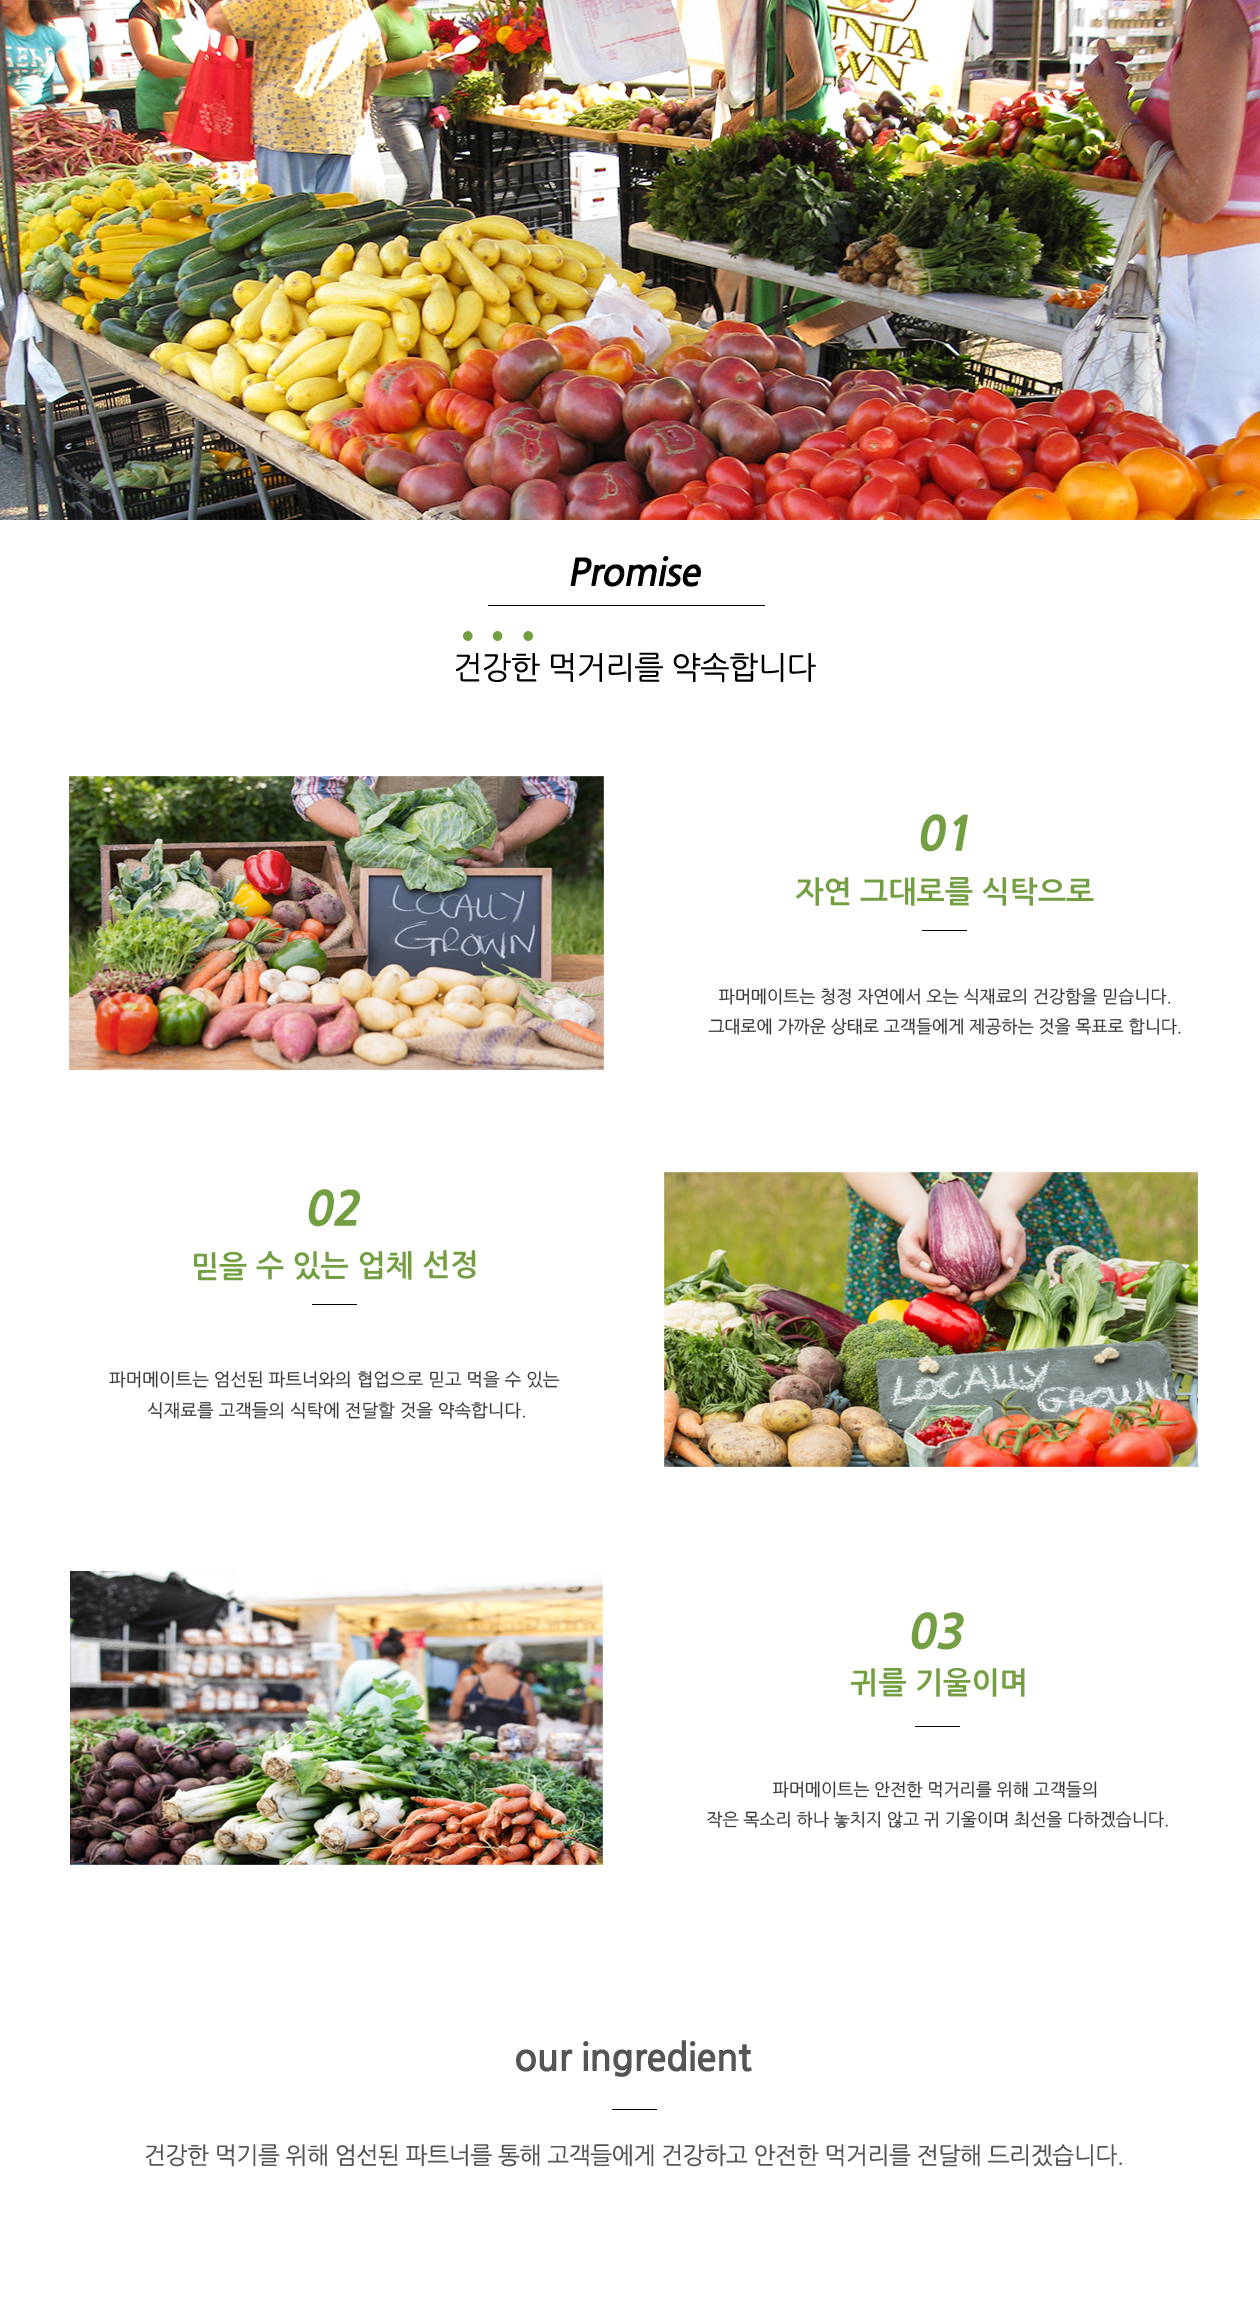 NIA
WN
Promise
건강한 먹거리를 약속합니다
LOCALLY
GROWN
01
자연 그대로를 식탁으로
파머메이트는 청정 자연에서 오는 식재료의 건강함을 믿습니다.
그대로에 가까운 상태로 고객들에게 제공하는 것을 목표로 합니다.
02
믿을 수 있는 업체 선정
파머메이트는 엄선된 파트너와의 협업으로 믿고 먹을 수 있는
식재료를 고객들의 식탁에 전달할 것을 약속합니다.
LOCALLY
GROWN
03
귀를 기울이며
파머메이트는 안전한 먹거리를 위해 고객들의
작은 목소리 하나 놓치지 않고 귀 기울이며 최선을 다하겠습니다.
our ingredient
건강한 먹기를 위해 엄선된 파트너를 통해 고객들에게 건강하고 안전한 먹거리를 전달해 드리겠습니다.